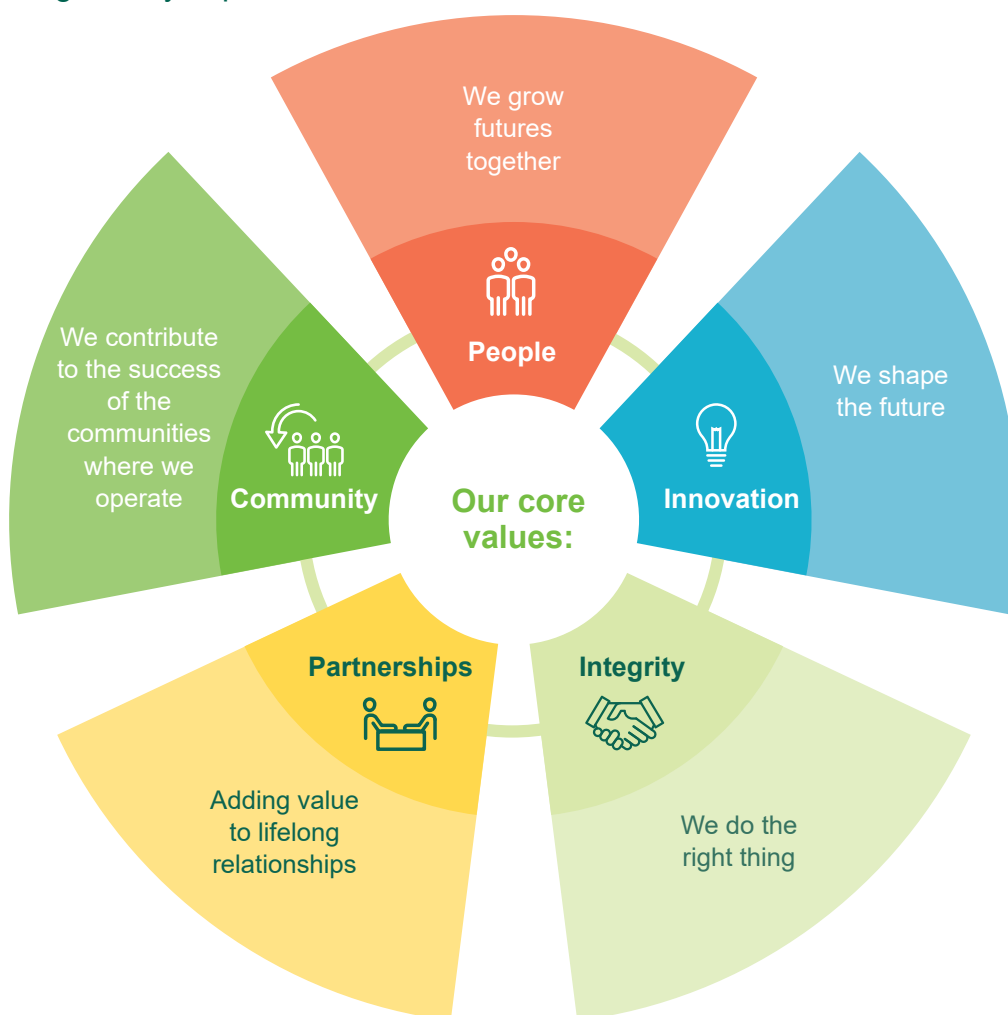 We grow
futures
together
People
We shape
the future
Innovation
Integrity
We do the
right thing
Partnerships
Adding value
to lifelong
relationships
We contribute
to the success
of the
communities
where we
operate
Community
Our core
values: